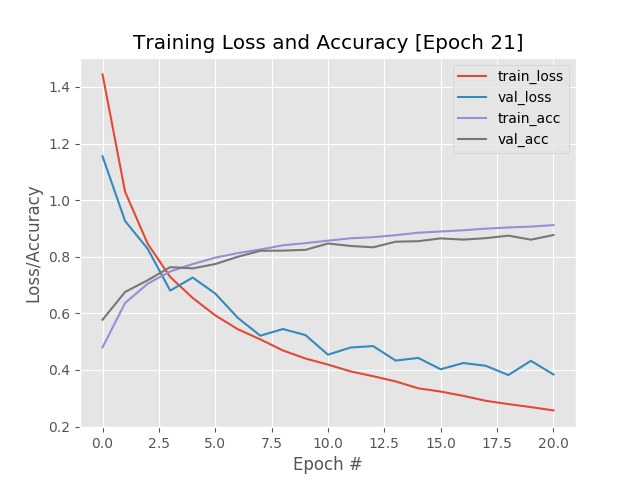 Training Loss and Accuracy [Epoch 21]
train_loss
val_loss
train_acc
val_acc
Loss/Accuracy
1.4
1.2
1.0
0.8
0.6
0.4
0.2
0.0
2.5
5.0
7.5
10.0
12.5
15.0
17.5
20.0
Epoch #